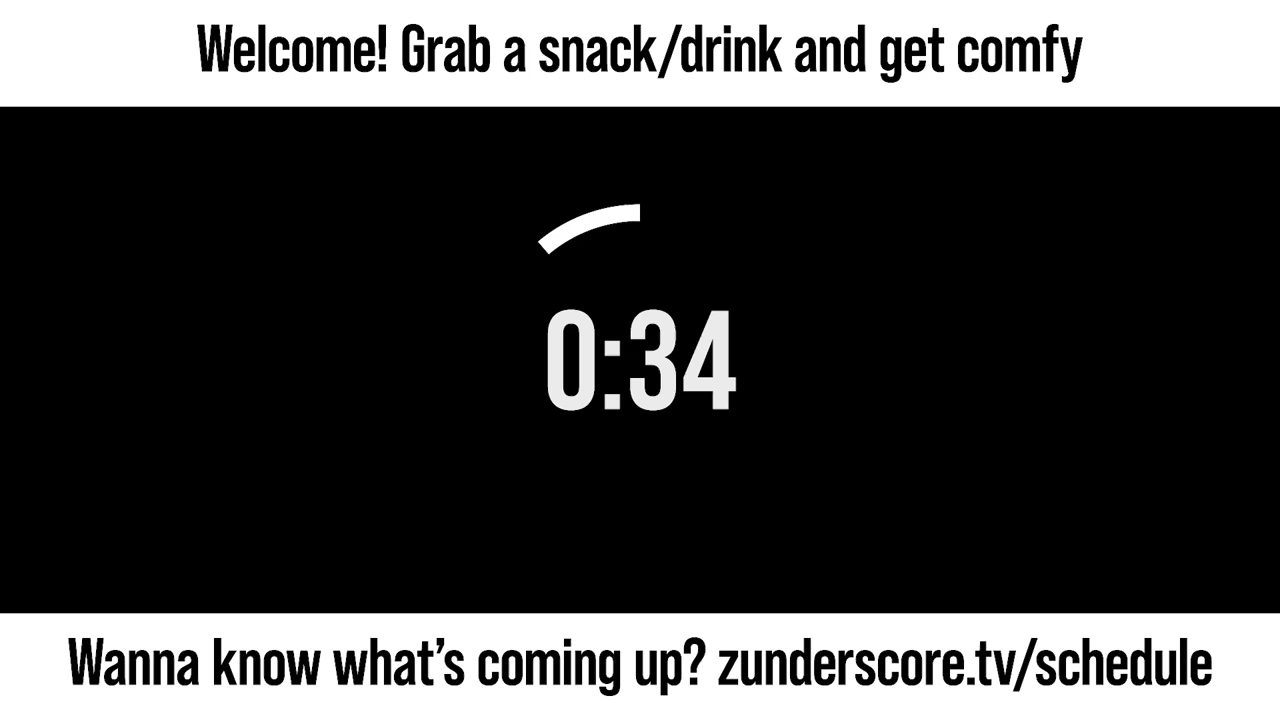 Welcome! Grab a snack/drink and get comfy
0:34
Wanna know what’s coming up? zunderscore.tv/schedule